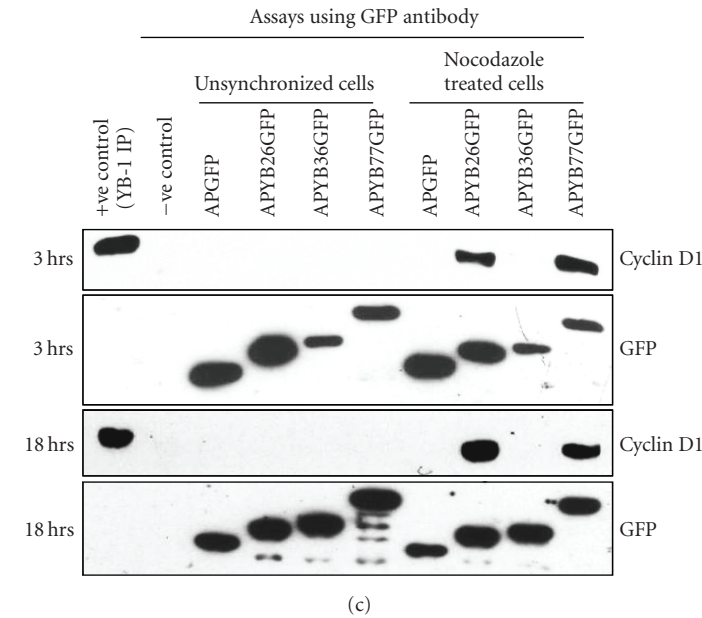 Assays using GFP antibody
Nocodazole
treated cells
Unsynchronized cells
+ve control
(YB-1 IP)
−ve control
APGFP
APYB26GFP
APYB36GFP
APYB77GFP
APGFP
APYB26GFP
APYB36GFP
APYB77GFP
3 hrs
Cyclin D1
3 hrs
GFP
18 hrs
Cyclin D1
18 hrs
GFP
(c)